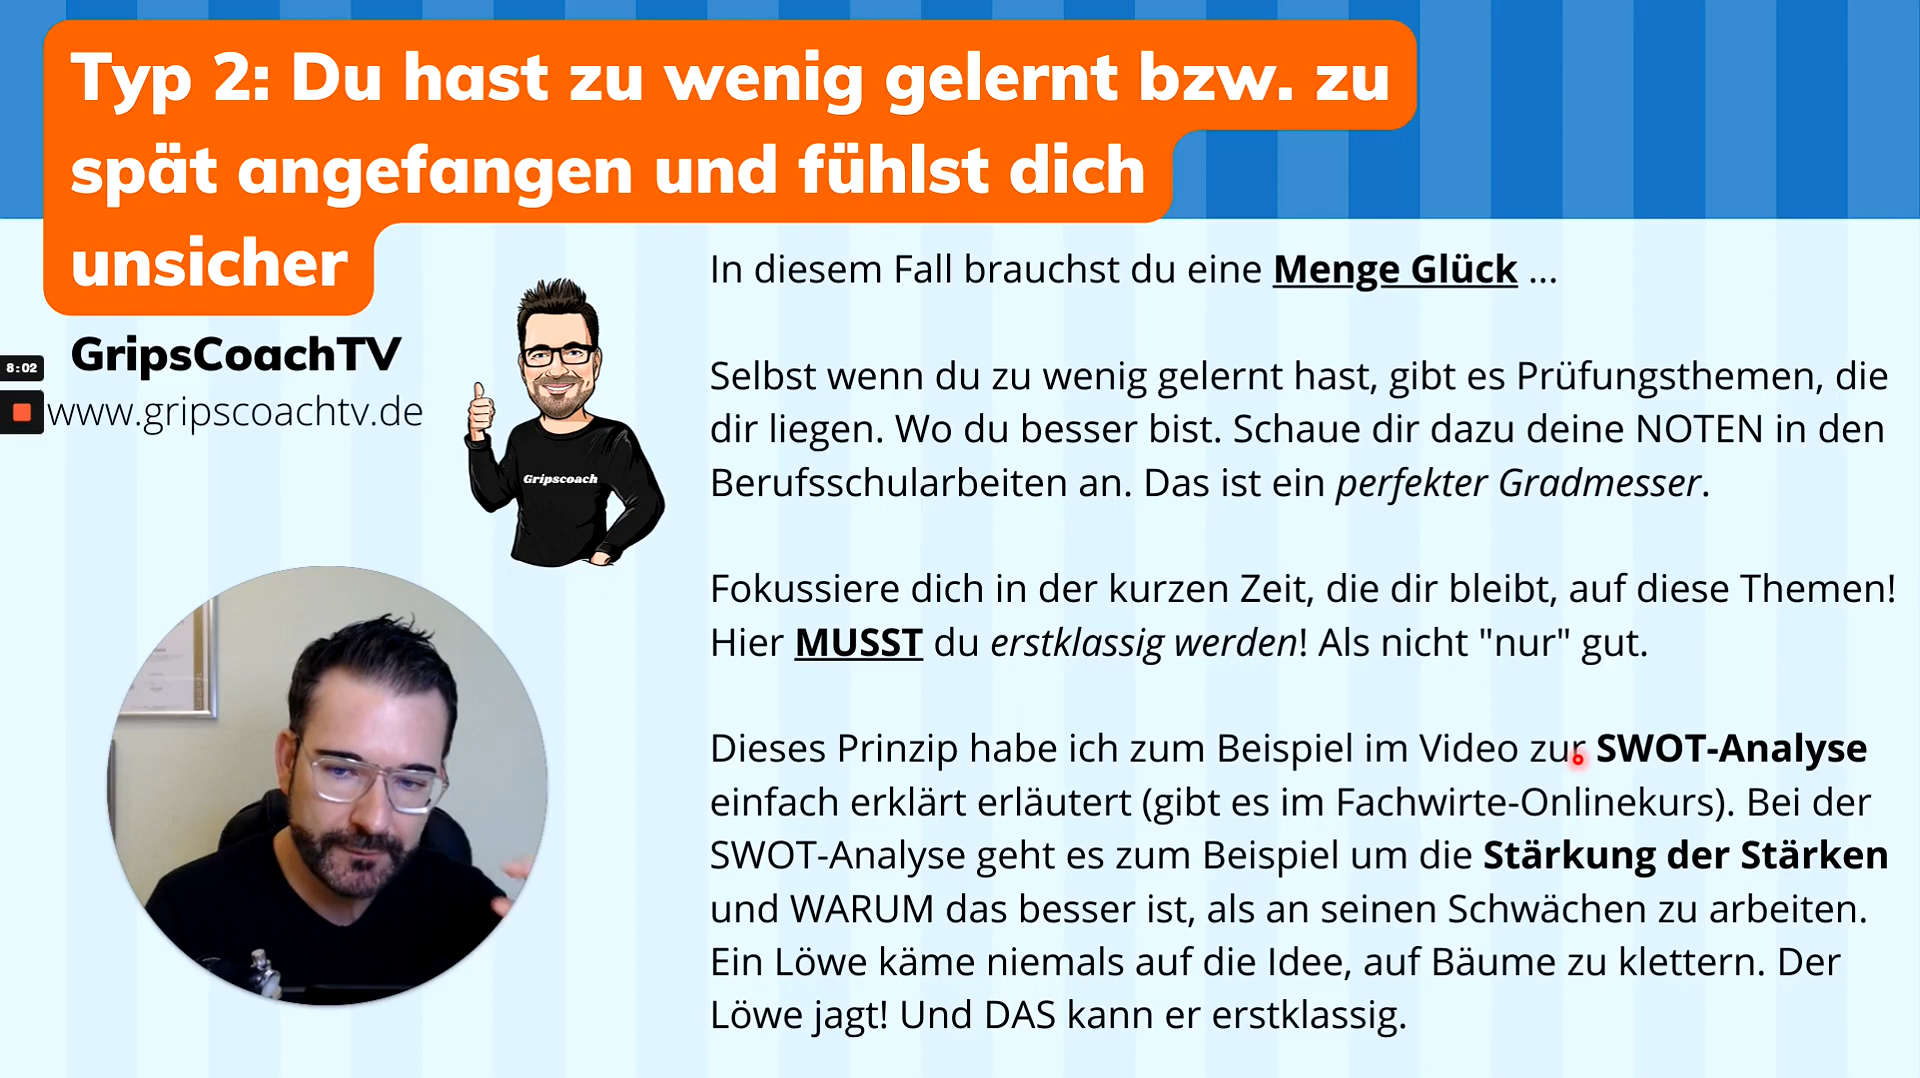 Typ 2: Du hast zu wenig gelernt bzw. zu
spät angefangen und fühlst dich
unsicher
GripsCoachTV
8:02
www.gripscoachtv.de
Gripscoach
In diesem Fall brauchst du eine Menge Glück ...
Selbst wenn du zu wenig gelernt hast, gibt es Prüfungsthemen, die
dir liegen. Wo du besser bist. Schaue dir dazu deine NOTEN in den
Berufsschularbeiten an. Das ist ein perfekter Gradmesser.
Fokussiere dich in der kurzen Zeit, die dir bleibt, auf diese Themen!
Hier MUSST du erstklassig werden! Als nicht "nur" gut.
Dieses Prinzip habe ich zum Beispiel im Video zur SWOT-Analyse
einfach erklärt erläutert (gibt es im Fachwirte-Onlinekurs). Bei der
SWOT-Analyse geht es zum Beispiel um die Stärkung der Stärken
und WARUM das besser ist, als an seinen Schwächen zu arbeiten.
Ein Löwe käme niemals auf die Idee, auf Bäume zu klettern. Der
Löwe jagt! Und DAS kann er erstklassig.